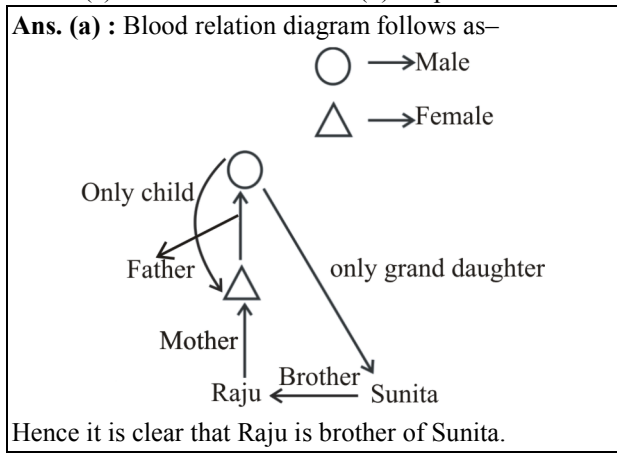 Ans. (a) : Blood relation diagram follows as–
Male
Female
Only child
Father
only grand daughter
Mother
Brother
Raju
Sunita
Hence it is clear that Raju is brother of Sunita.